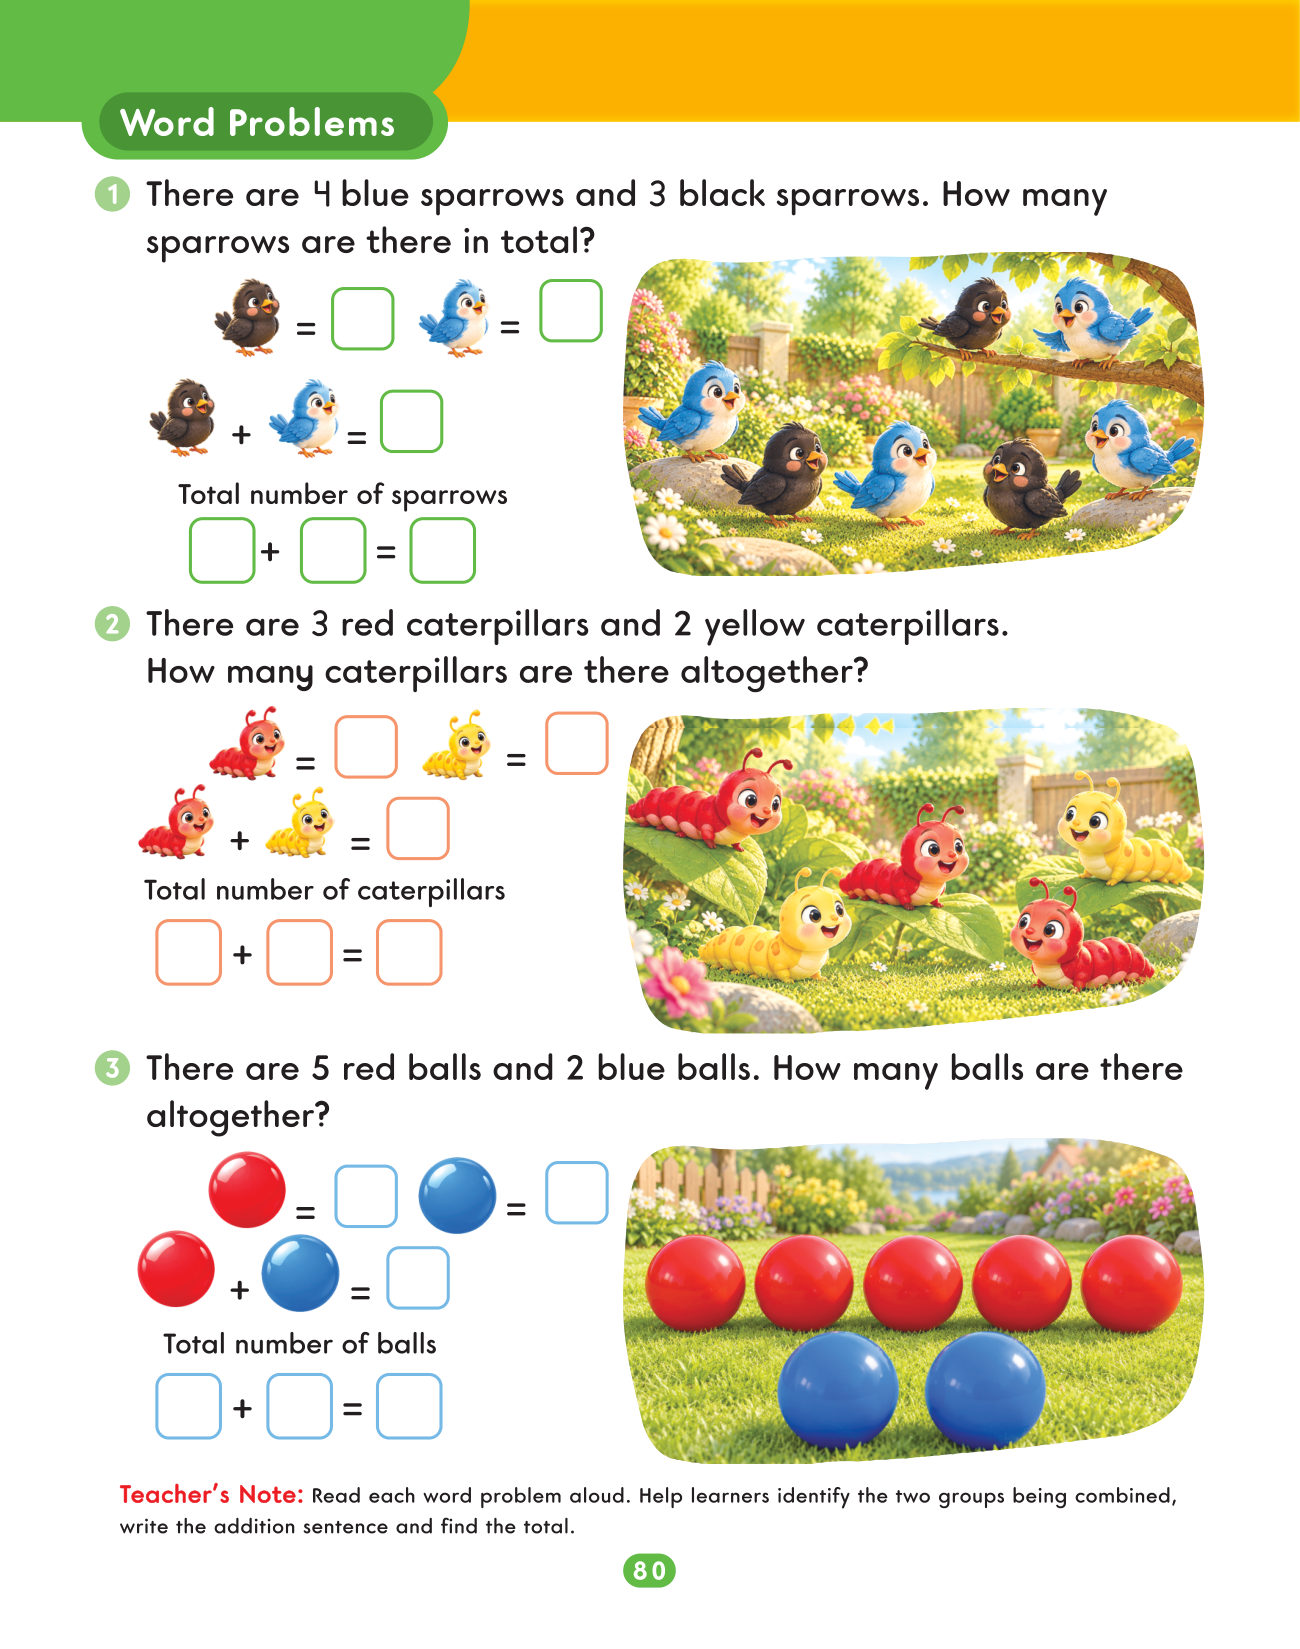 Word Problems
1 There are 4 blue sparrows and 3 black sparrows. How many
sparrows are there in total?
= =
+ =
Total number of sparrows
+ =
2 There are 3 red caterpillars and 2 yellow caterpillars.
How many caterpillars are there altogether?
= =
+ =
Total number of caterpillars
+ =
3 There are 5 red balls and 2 blue balls. How many balls are there
altogether?
= =
+ =
Total number of balls
+ =
Teacher's Note: Read each word problem aloud. Help learners identify the two groups being combined,
write the addition sentence and find the total.
80